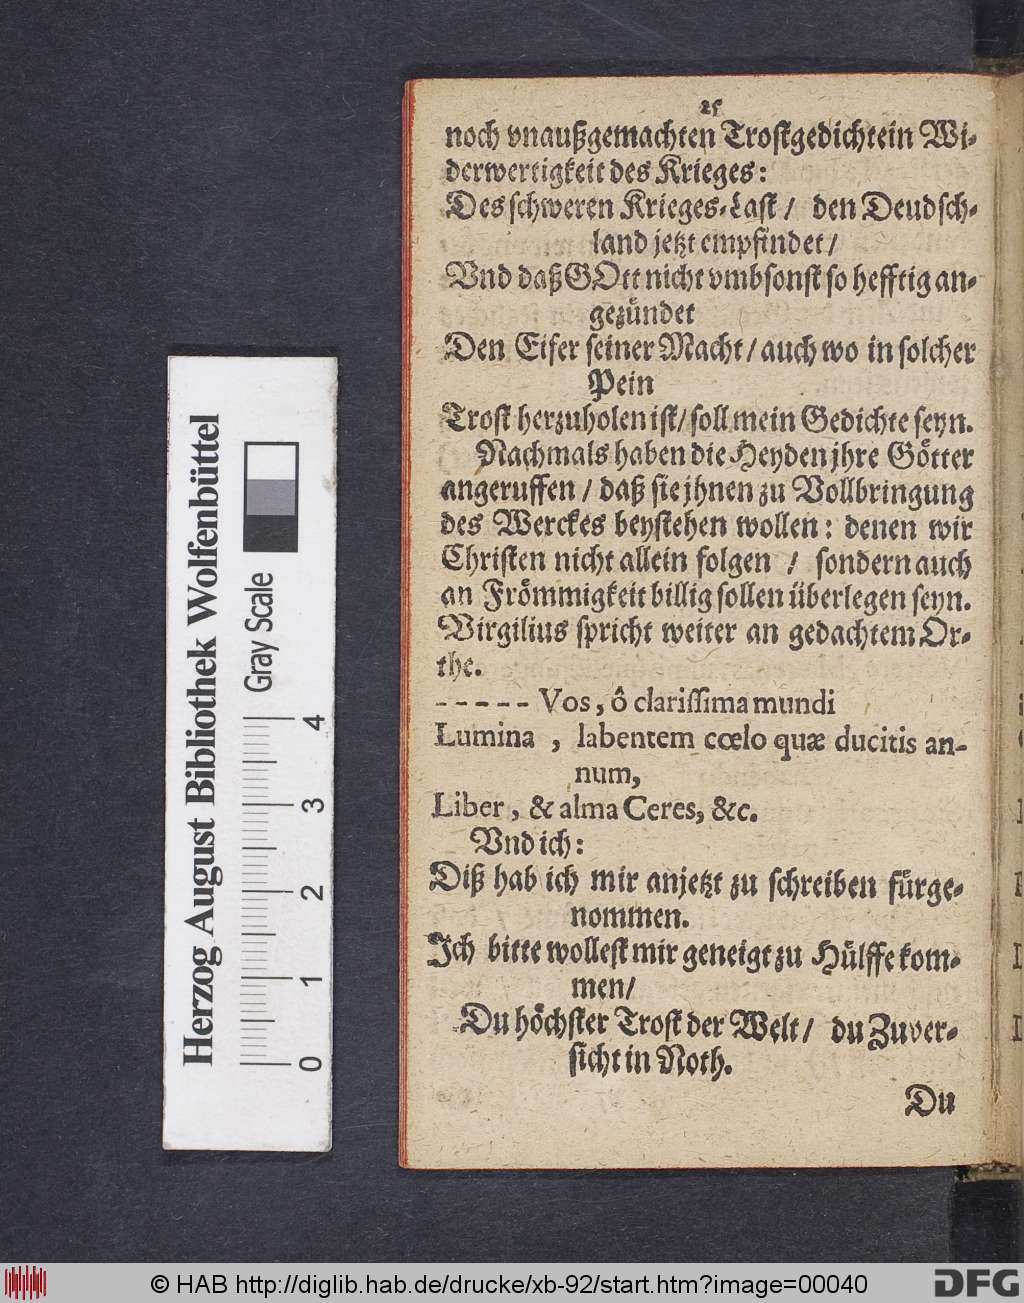 25
noch vnaußgemachten Trostgedichte in Wi-
derwertigkeit des Krieges:
Des schweren Krieges-Last / den Deudsch-
land jetzt empfindet /
Vnd daß GOtt nicht vmbsonst so hefftig an-
gezündet
Den Eifer seiner Macht / auch wo in solcher
Pein
Trost herzuholen ist / soll mein Gedichte seyn.
Nachmals haben die Heyden jhre Götter
angeruffen / daß sie jhnen zu Vollbringung
des Werckes beystehen wollen: denen wir
Christen nicht allein folgen / sondern auch
an Frömmigkeit billig sollen überlegen seyn.
Virgilius spricht weiter an gedachtem Or-
the.
- - - - - Vos, ô clarissima mundi
Lumina, labentem cœlo quæ ducitis an-
num,
Liber, & alma Ceres, &c.
Vnd ich:
Diß hab ich mir anjetzt zu schreiben fürge-
nommen.
Ich bitte wollest mir geneigt zu Hülffe kom-
men /
Du höchster Trost der Welt / du Zuver-
sicht in Noth.
Du
Herzog August Bibliothek Wolfenbüttel
Gray Scale
0 1 2 3 4
© HAB http://diglib.hab.de/drucke/xb-92/start.htm?image=00040
DFG